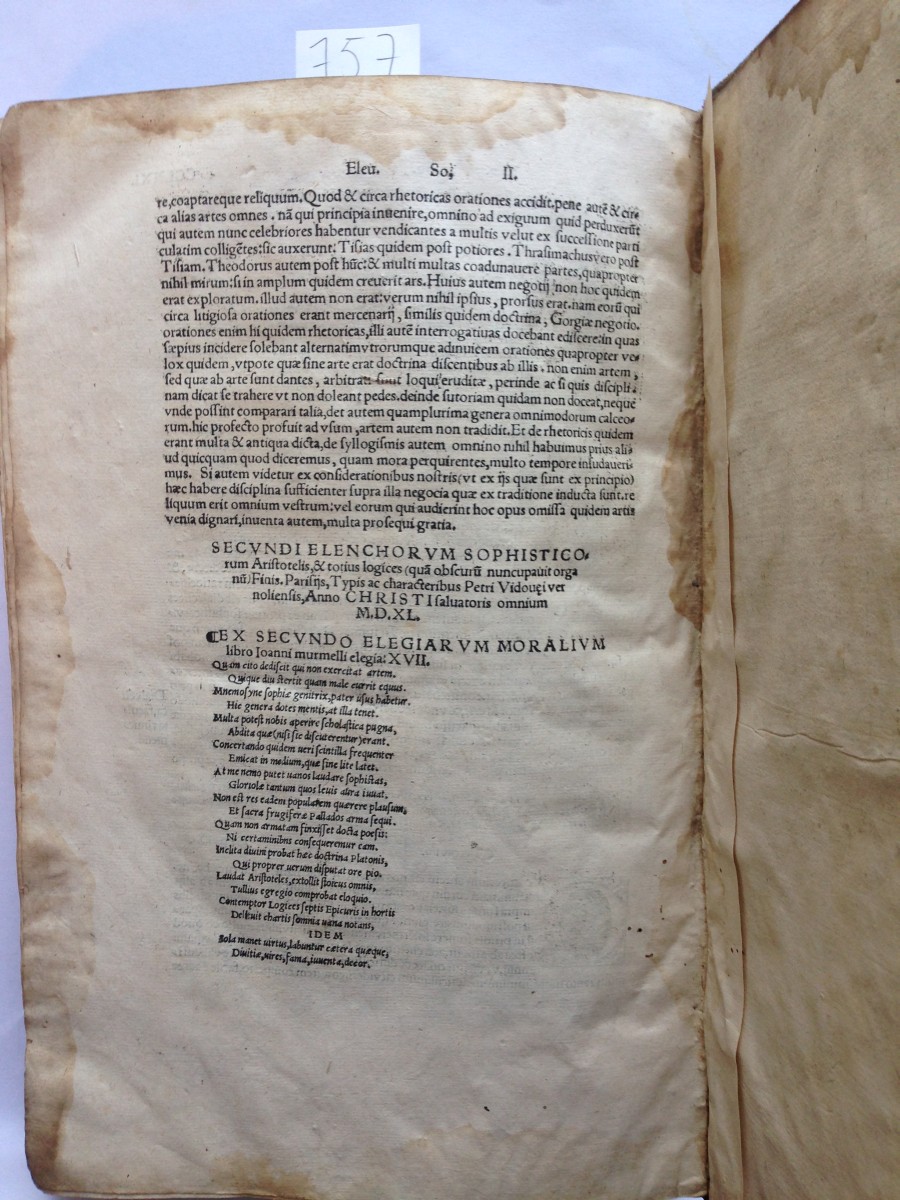 757
Eleu. So. II.
re,coaptareque reliquum. Quod & circa rhetoricas orationes accidit.pene autē & cir-
ca alias artes omnes . nā qui principia inuenire,omnino ad exiguum quid perduxerūt
qui autem nunc celebriores habentur vendicantes a multis velut ex successione parti
culatim colligētes:sic auxerunt: Tisias quidem post potiores . Thrasimachus vero post
Tisiam. Theodorus autem post hūc: & multi multas coadunauere partes, quapropter
nihil mirum: si in amplum quidem creuerit ars. Huius autem negotij non hoc quidem
erat exploratum. illud autem non erat: verum nihil ipsius , prorsus erat. nam eorū qui
circa litigiosa orationes erant mercenarij , similis quidem doctrina , Gorgiæ negotio.
orationes enim hi quidem rhetoricas,illi autē interrogatiuas docebant ediscere:in quas
sæpius incidere solebant alternatim vtrorumque adinuicem orationes quapropter ve-
lox quidem ,vtpote quæ sine arte erat doctrina discentibus ab illis . non enim artem ,
sed quæ ab arte sunt dantes , arbitrati sunt loqui eruditæ , perinde ac si quis discipli-
nam dicat se trahere vt non doleant pedes.deinde sutoriam quidam non doceat,neque
vnde possint comparari talia,det autem quamplurima genera omnimodorum calceo-
rum.hic profecto profuit ad vsum ,artem autem non tradidit. Et de rhetoricis quidem
erant multa & antiqua dicta,de syllogismis autem omnino nihil habuimus prius ali-
ud quicquam quod diceremus , quam mora perquirentes,multo tempore insudaueri-
mus. Si autem videtur ex considerationibus nostris (vt ex ijs quæ sunt ex principio)
hæc habere disciplina sufficienter supra illa negocia quæ ex traditione inducta sunt.re
liquum erit omnium vestrum: vel eorum qui audierint hoc opus omissa quidem artis
venia dignari, inuenta autem, multa prosequi gratia.
SECVNDI ELENCHORVM SOPHISTICO-
rum Aristotelis, & totius logices (quā obscurū nuncupauit orga
nū) Finis. Parisijs, Typis ac characteribus Petri Vidouęi ver
noliensis, Anno CHRISTI saluatoris omnium
M.D.XL.
¶EX SECVNDO ELEGIARVM MORALIVM
libro Ioanni murmelli elegia: XVII.
Quam cito dediscit qui non exercitat artem.
Quique diu stertit quam male currit equus.
Mnemosyne sophiæ genitrix,pater usus habetur.
Hic genera dotes mentis,at illa tenet.
Multa potest nobis aperire scholastica pugna,
Abdita quæ (nisi sic discuterentur) erant.
Concertando quidem ueri scintilla frequenter
Emicat in medium, quæ sine lite latet.
At me nemo putet uanos laudare sophistas,
Gloriolæ tantum quos leuis aura iuuat.
Non est res eadem popularem quærere plausum,
Et sacra frugiferæ Pallados arma sequi.
Quam non armatam finxisset docta poesis:
Ni certaminibns consequeremur eam.
Inclita diuini probat hæc doctrina Platonis,
Qui proprer uerum disputat ore pio.
Laudat Aristoteles,extollit stoicus omnis,
Tullius egregio comprobat eloquio.
Contemptor Logices septis Epicuris in hortis
Desipuit chartis somnia uana notans,
IDEM
Sola manet uirtus,labuntur cætera quæque,
Diuitiæ,uires,fama,iuuenta,decor.